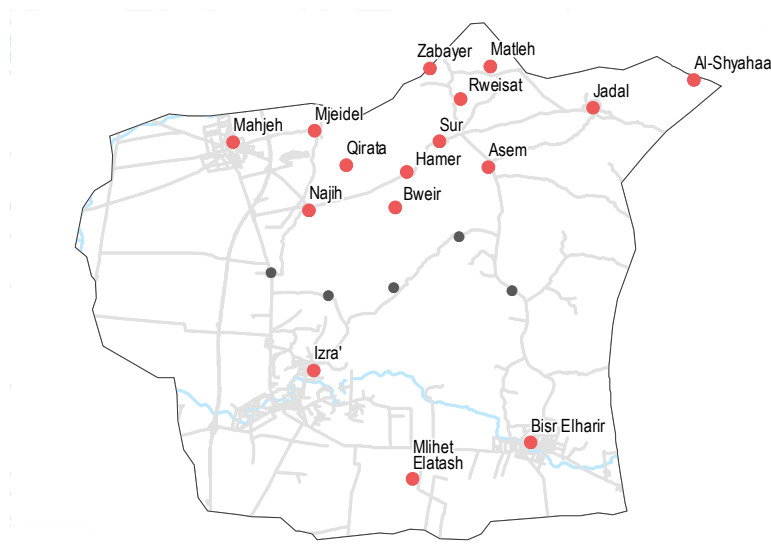 Zabayer
Matleh
Al-Shyahaa
Rweisat
Jadal
Mjeidel
Mahjeh
Sur
Qirata
Hamer
Asem
Najih
Bweir
Izra'
Bisr Elharir
Mlihet
Elatash